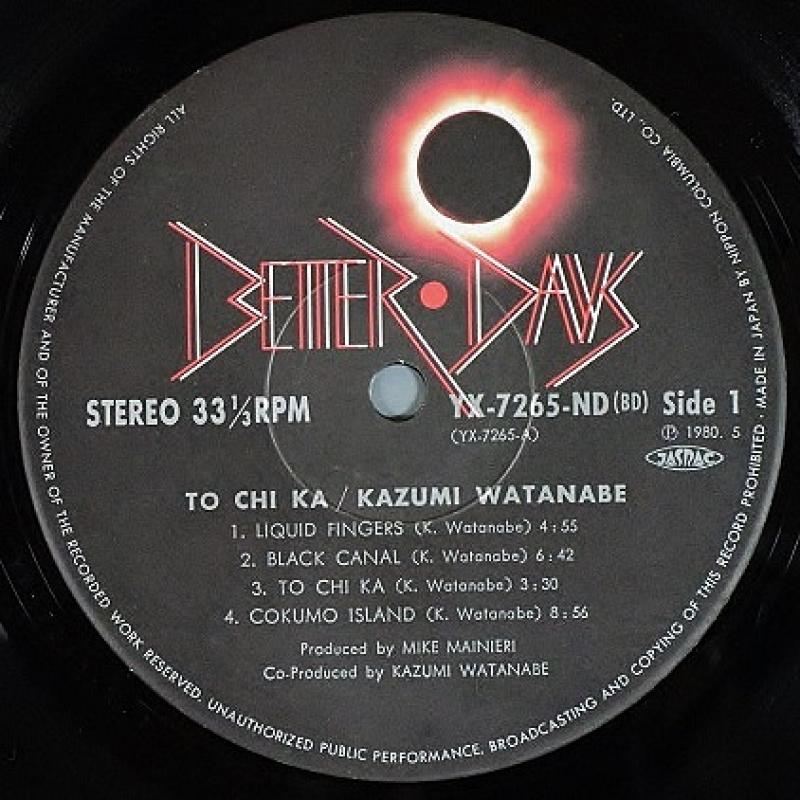 BETTER • DAYS
STEREO 33 1/3 RPM
YX-7265-ND (BD) Side 1
(YX-7265-A)
Ⓟ 1980. 5
JASRAC
TO CHI KA / KAZUMI WATANABE
1. LIQUID FINGERS (K. Watanabe) 4:55
2. BLACK CANAL (K. Watanabe) 6:42
3. TO CHI KA (K. Watanabe) 3:30
4. COKUMO ISLAND (K. Watanabe) 8:56
Produced by MIKE MAINIERI
Co-Produced by KAZUMI WATANABE
ALL RIGHTS OF THE MANUFACTURER AND OF THE OWNER OF THE RECORDED WORK RESERVED. UNAUTHORIZED PUBLIC PERFORMANCE, BROADCASTING AND COPYING OF THIS RECORD PROHIBITED · MADE IN JAPAN BY NIPPON COLUMBIA CO., LTD.